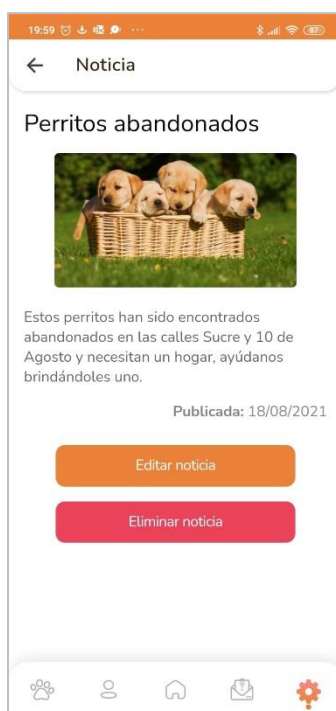 19:59
87
Noticia
Perritos abandonados
Estos perritos han sido encontrados
abandonados en las calles Sucre y 10 de
Agosto y necesitan un hogar, ayúdanos
brindándoles uno.
Publicada: 18/08/2021
Editar noticia
Eliminar noticia